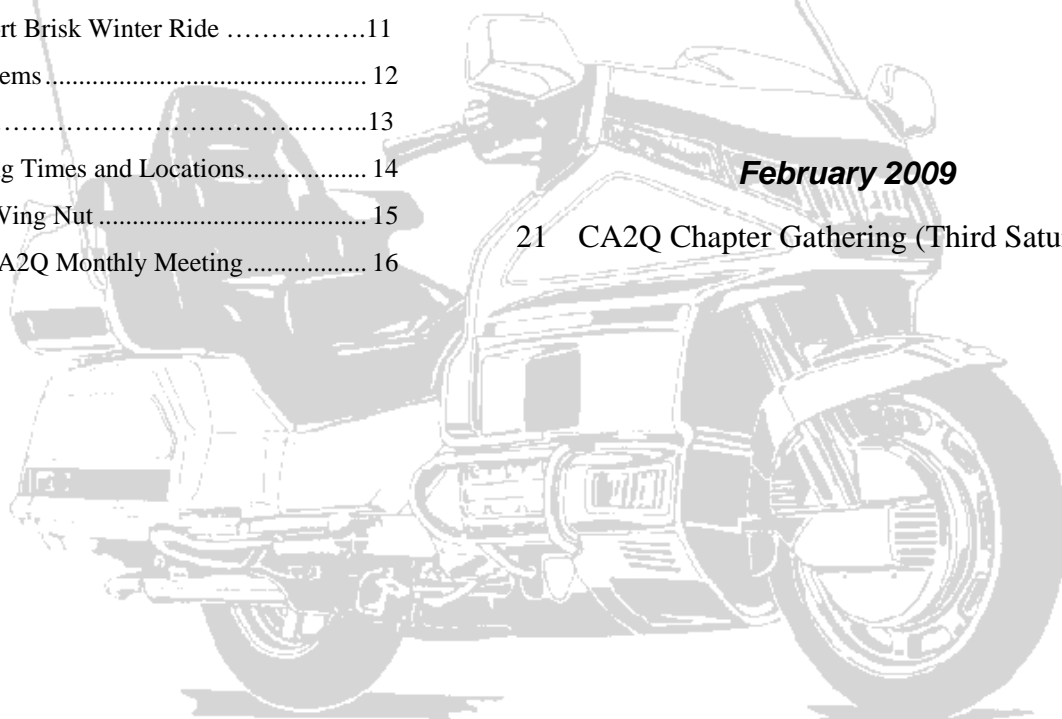 rt Brisk Winter Ride …………….11
ems......................................................... 12
……………………………..……..13
g Times and Locations.................. 14
Wing Nut............................................ 15
A2Q Monthly Meeting.................. 16
February 2009
21 CA2Q Chapter Gathering (Third Satu